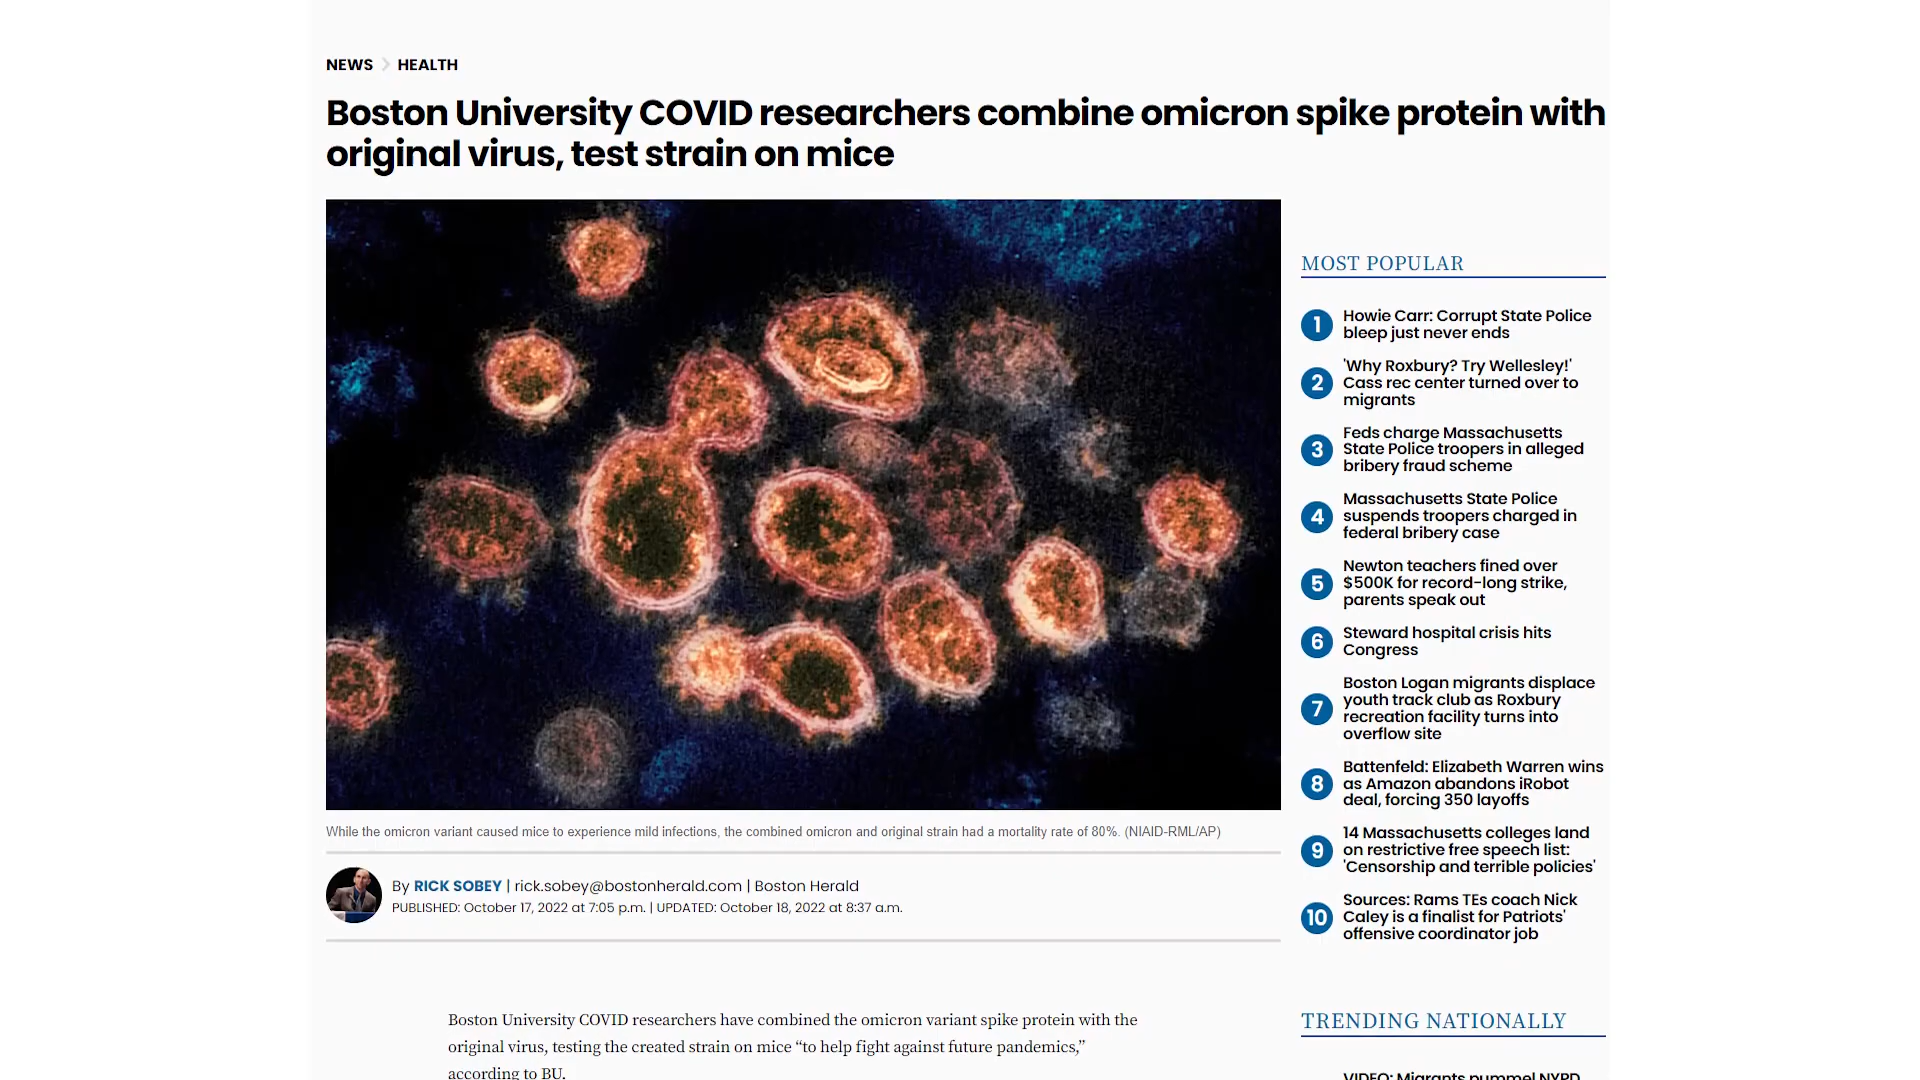 NEWS > HEALTH
Boston University COVID researchers combine omicron spike protein with
original virus, test strain on mice
While the omicron variant caused mice to experience mild infections, the combined omicron and original strain had a mortality rate of 80%. (NIAID-RML/AP)
By RICK SOBEY | rick.sobey@bostonherald.com | Boston Herald
PUBLISHED: October 17, 2022 at 7:05 p.m. | UPDATED: October 18, 2022 at 8:37 a.m.
Boston University COVID researchers have combined the omicron variant spike protein with the
original virus, testing the created strain on mice “to help fight against future pandemics,”
according to BU.
MOST POPULAR
1 Howie Carr: Corrupt State Police
bleep just never ends
2 'Why Roxbury? Try Wellesley!'
Cass rec center turned over to
migrants
3 Feds charge Massachusetts
State Police troopers in alleged
bribery fraud scheme
4 Massachusetts State Police
suspends troopers charged in
federal bribery case
5 Newton teachers fined over
$500K for record-long strike,
parents speak out
6 Steward hospital crisis hits
Congress
7 Boston Logan migrants displace
youth track club as Roxbury
recreation facility turns into
overflow site
8 Battenfeld: Elizabeth Warren wins
as Amazon abandons iRobot
deal, forcing 350 layoffs
9 14 Massachusetts colleges land
on restrictive free speech list:
'Censorship and terrible policies'
10 Sources: Rams TEs coach Nick
Caley is a finalist for Patriots'
offensive coordinator job
TRENDING NATIONALLY
VIDEO: Migrants pummel NYPD